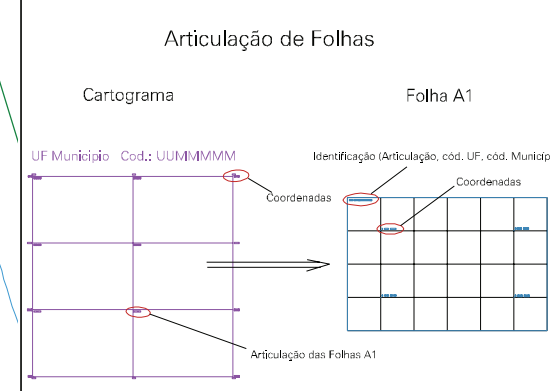 Articulação de Folhas
Cartograma
Folha A1
UF Municipio Cod.: UUMMMMM
Identificação (Articulação, cód. UF, cód. Municíp
Coordenadas
Coordenadas
Articulação das Folhas A1